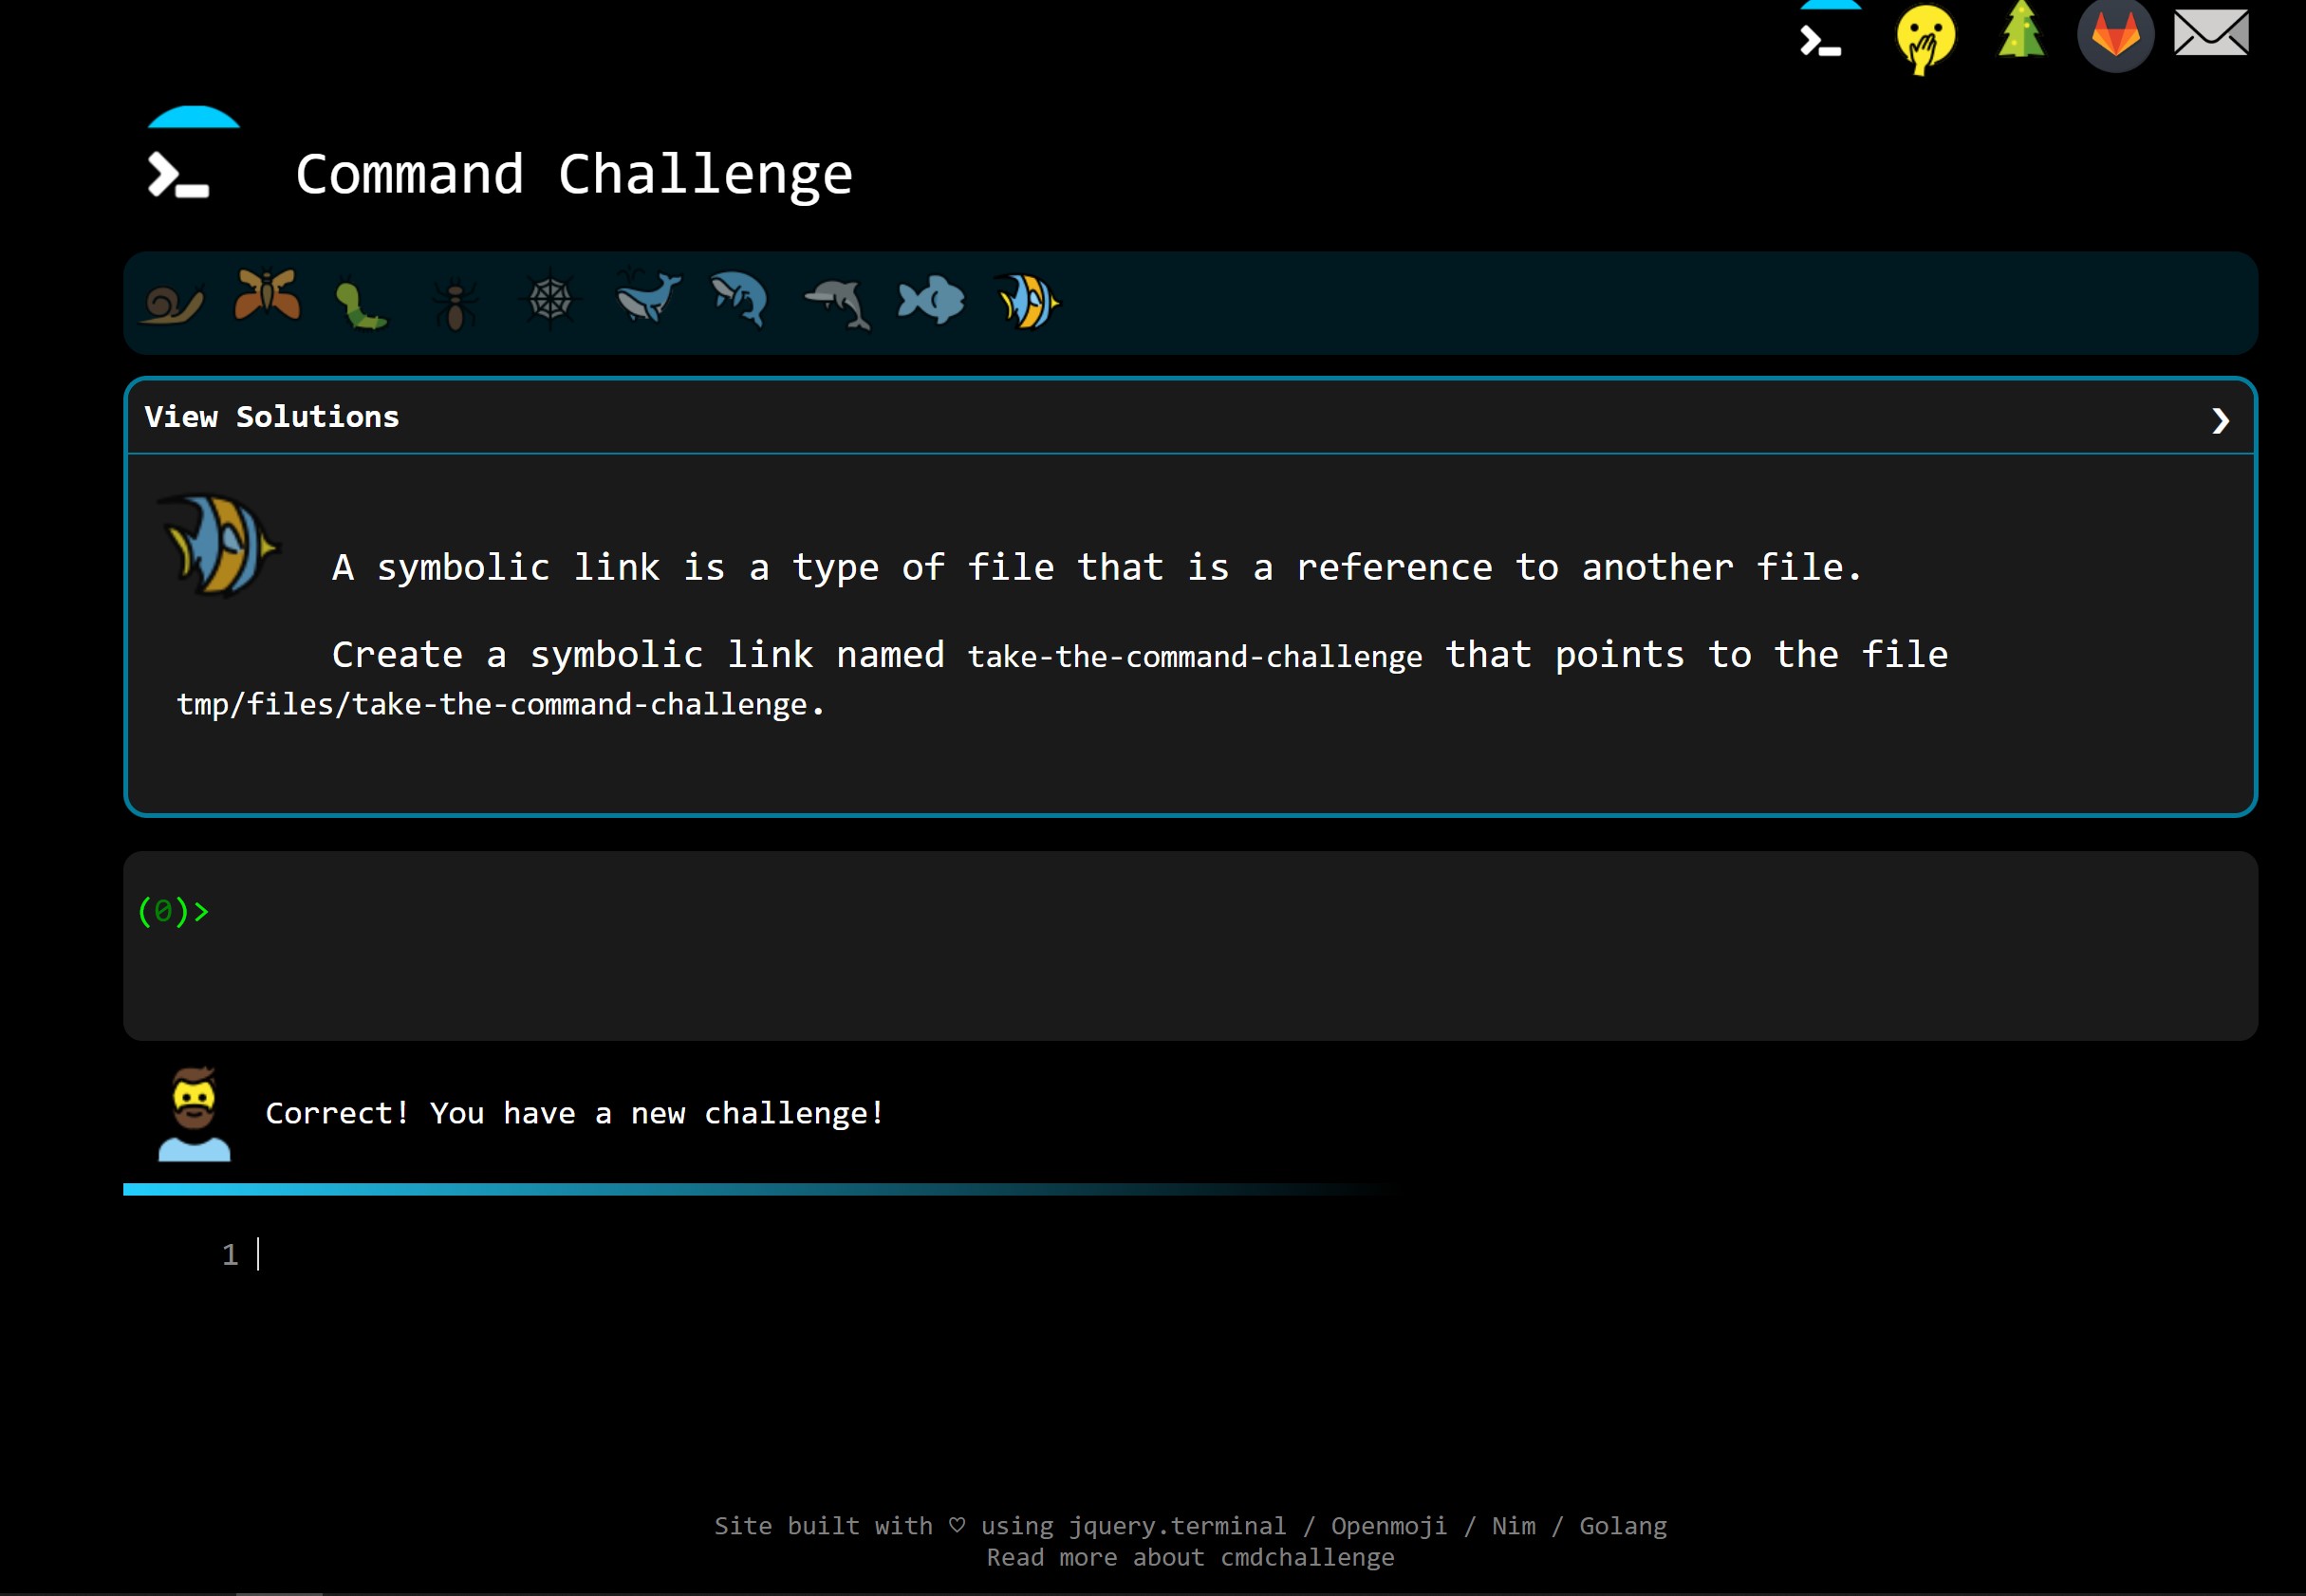 Command Challenge
View Solutions
A symbolic link is a type of file that is a reference to another file.
Create a symbolic link named take-the-command-challenge that points to the file
tmp/files/take-the-command-challenge.
(0)>
Correct! You have a new challenge!
1
Site built with ♡ using jquery.terminal / Openmoji / Nim / Golang
Read more about cmdchallenge